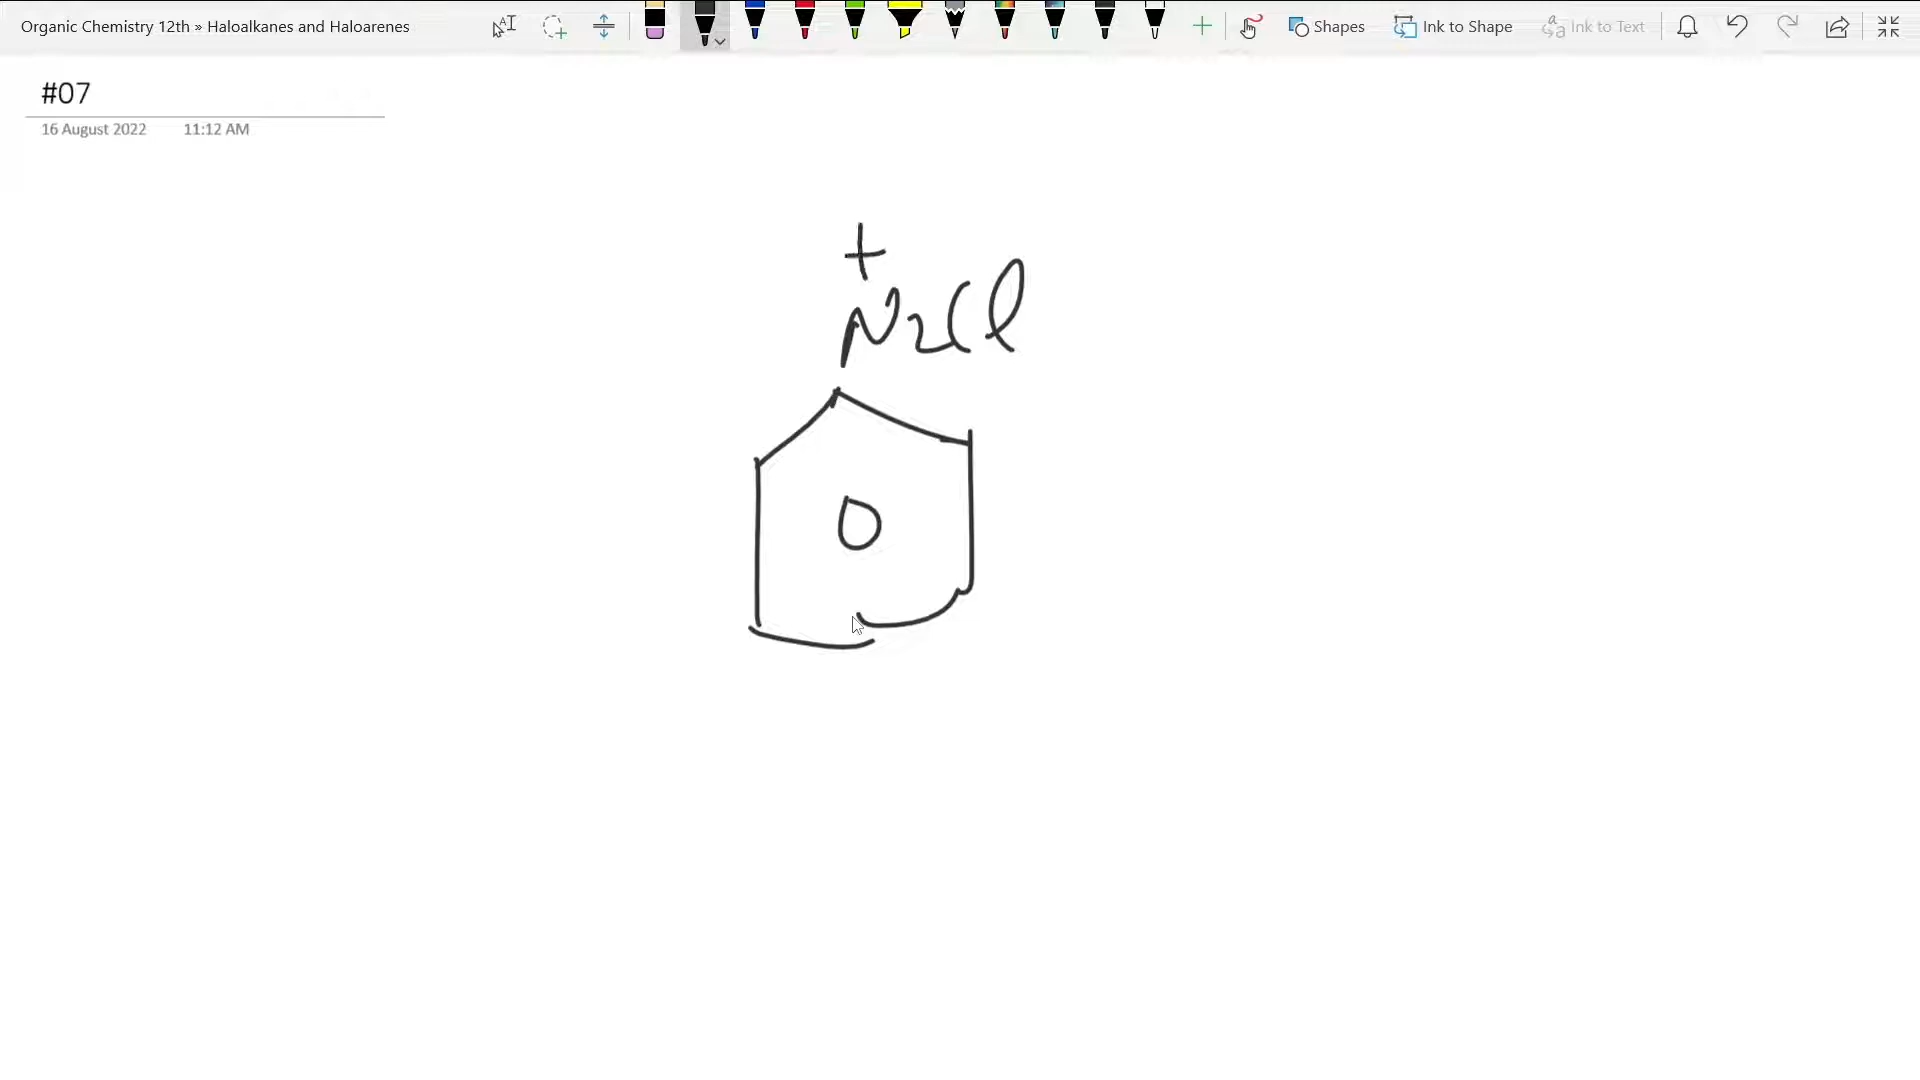 Organic Chemistry 12th » Haloalkanes and Haloarenes Shapes Ink to Shape Ink to Text
#07
16 August 2022 11:12 AM
+
N2Cl